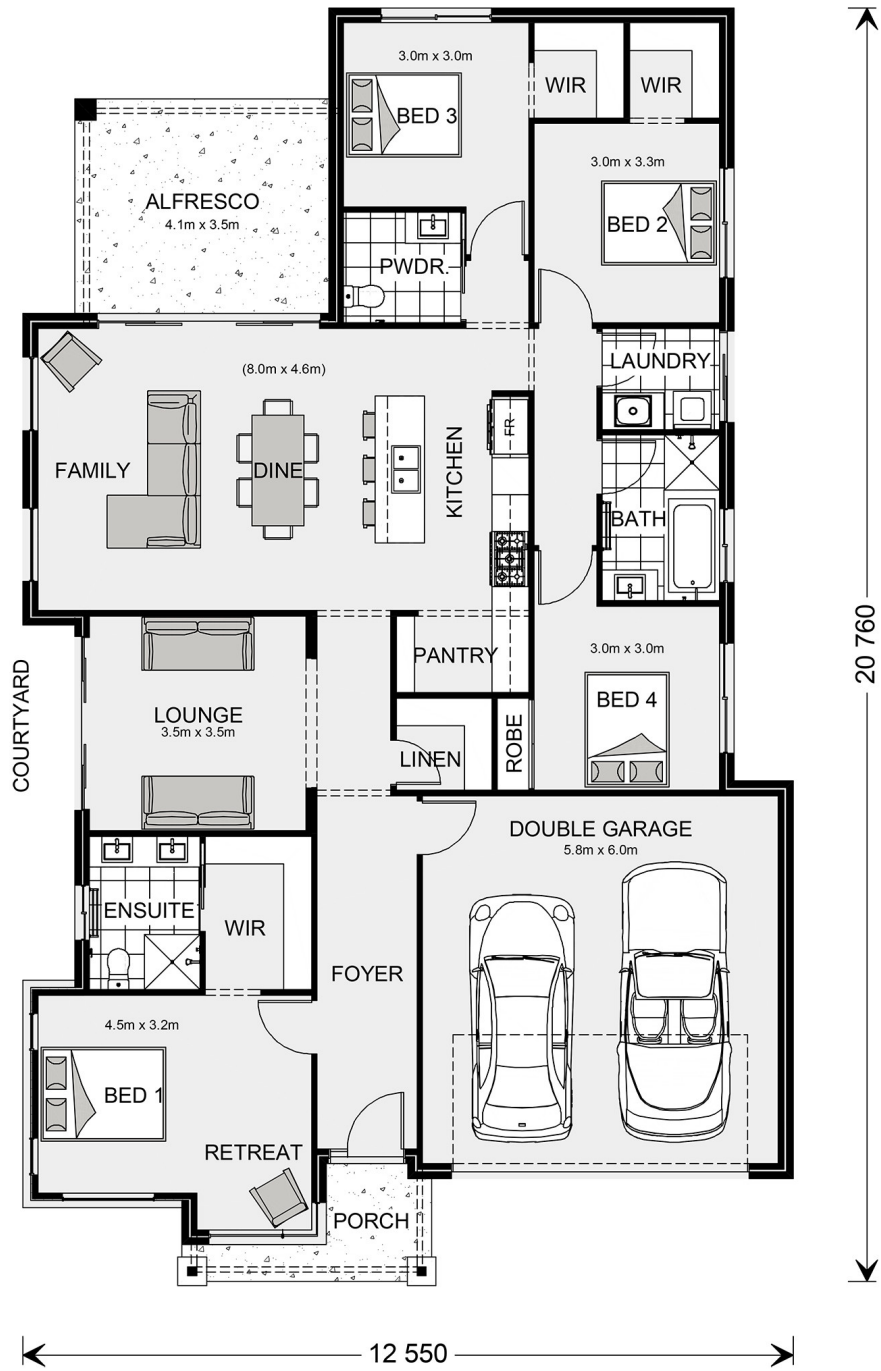 3.0m x 3.0m
BED 3
WIR
WIR
3.0m x 3.3m
BED 2
ALFRESCO
4.1m x 3.5m
PWDR.
LAUNDRY
(8.0m x 4.6m)
FAMILY
DINE
KITCHEN
FR
BATH
PANTRY
3.0m x 3.0m
BED 4
COURTYARD
LOUNGE
3.5m x 3.5m
LINEN
ROBE
20 760
DOUBLE GARAGE
5.8m x 6.0m
ENSUITE
WIR
FOYER
4.5m x 3.2m
BED 1
RETREAT
PORCH
12 550